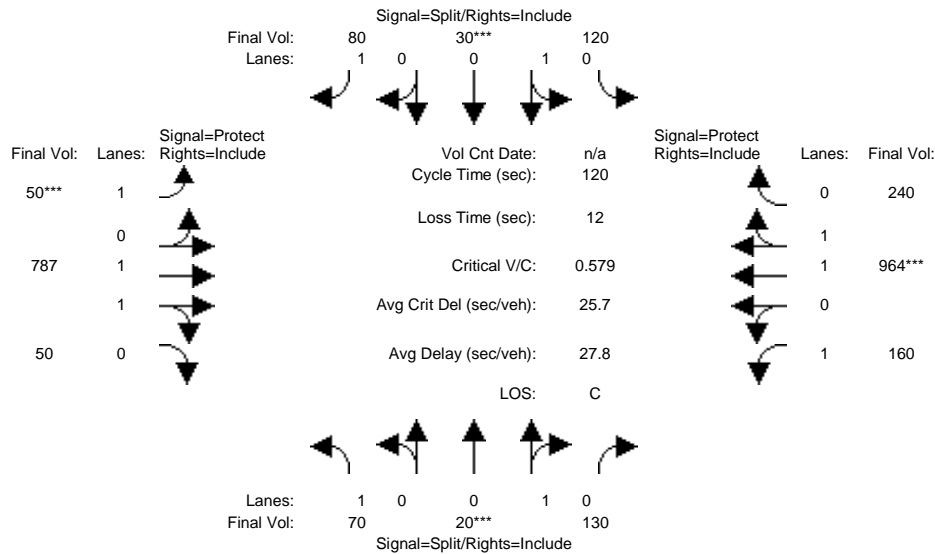 Signal=Split/Rights=Include
Final Vol: 80 30*** 120
Lanes: 1 0 0 1 0
Signal=Protect Signal=Protect
Final Vol: Lanes: Rights=Include Vol Cnt Date: n/a Rights=Include Lanes: Final Vol:
Cycle Time (sec): 120
50*** 1 0 240
Loss Time (sec): 12
0 1
787 1 Critical V/C: 0.579 1 964***
1 Avg Crit Del (sec/veh): 25.7 0
50 0 Avg Delay (sec/veh): 27.8 1 160
LOS: C
Lanes: 1 0 0 1 0
Final Vol: 70 20*** 130
Signal=Split/Rights=Include